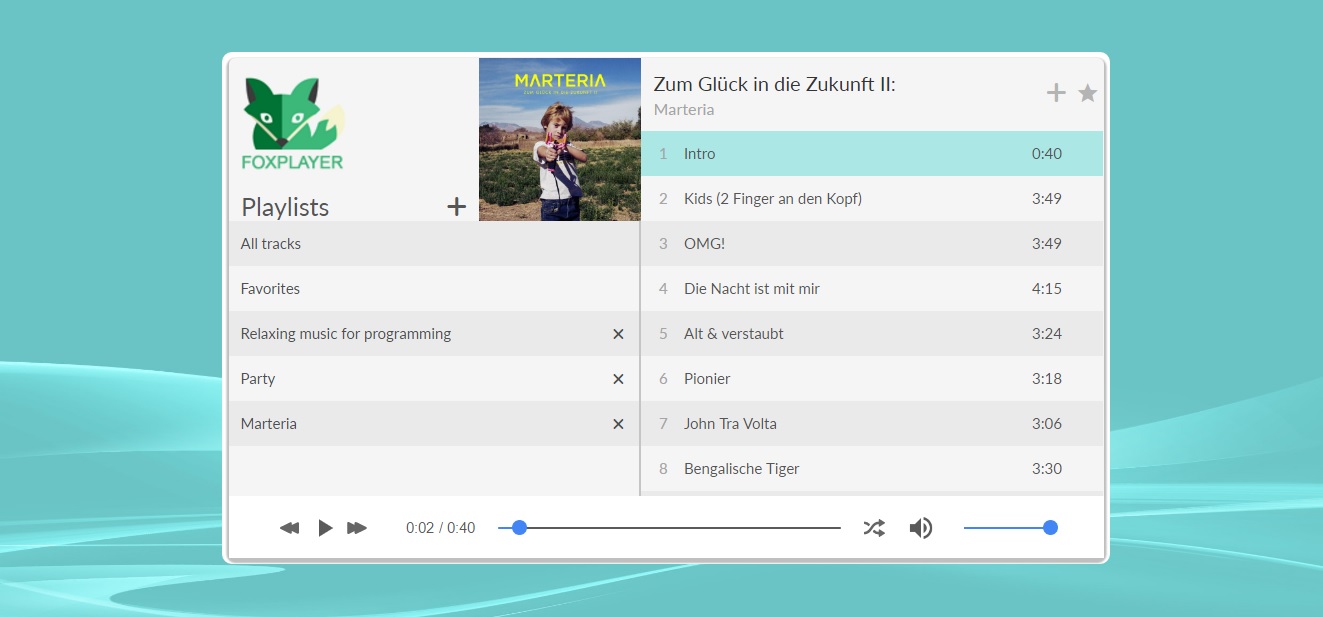 FOXPLAYER
Playlists
All tracks
Favorites
Relaxing music for programming
Party
Marteria
MARTERIA
ZUM GLÜCK IN DIE ZUKUNFT II
Zum Glück in die Zukunft II:
Marteria
1 Intro 0:40
2 Kids (2 Finger an den Kopf) 3:49
3 OMG! 3:49
4 Die Nacht ist mit mir 4:15
5 Alt & verstaubt 3:24
6 Pionier 3:18
7 John Tra Volta 3:06
8 Bengalische Tiger 3:30
0:02 / 0:40